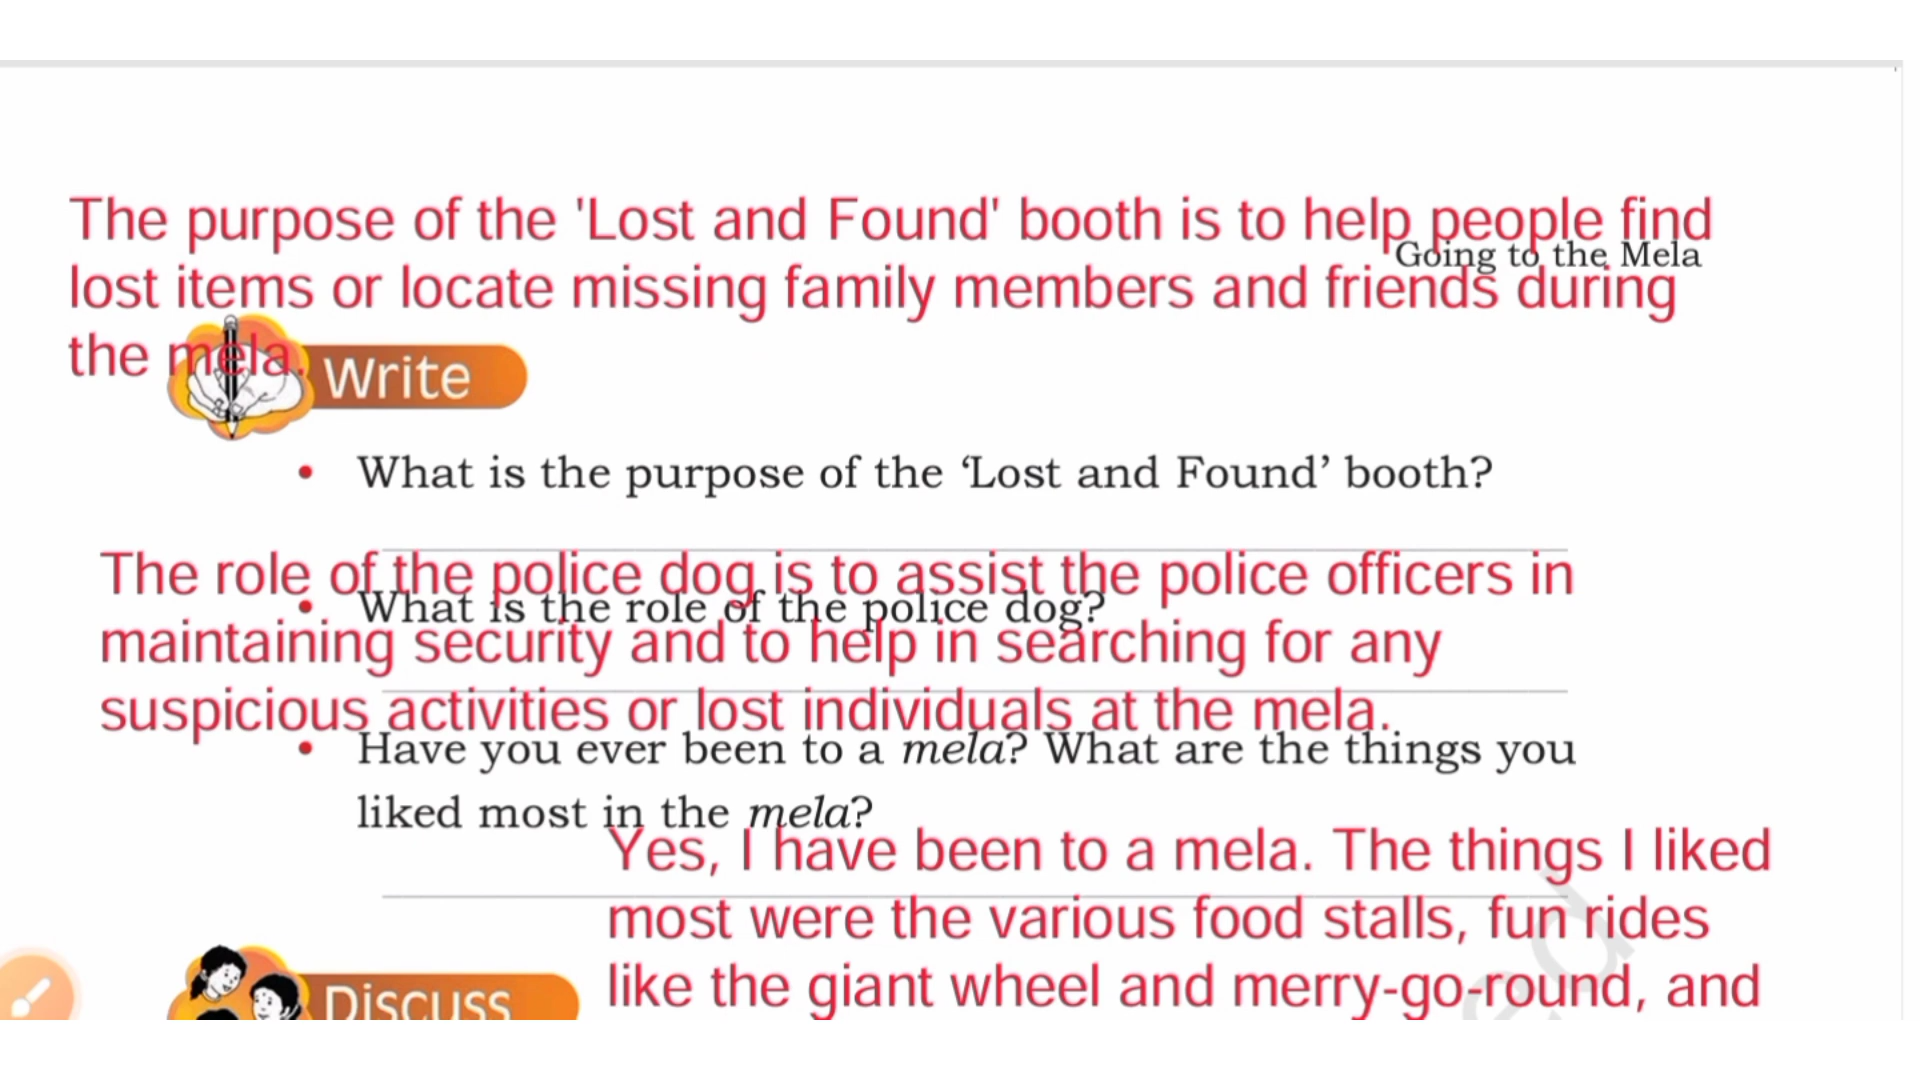 The purpose of the 'Lost and Found' booth is to help people find
Going to the Mela
lost items or locate missing family members and friends during
the mela.
Write
• What is the purpose of the ‘Lost and Found’ booth?
The role of the police dog is to assist the police officers in
• What is the role of the police dog?
maintaining security and to help in searching for any
suspicious activities or lost individuals at the mela.
• Have you ever been to a mela? What are the things you
liked most in the mela?
Yes, I have been to a mela. The things I liked
most were the various food stalls, fun rides
like the giant wheel and merry-go-round, and
Discuss